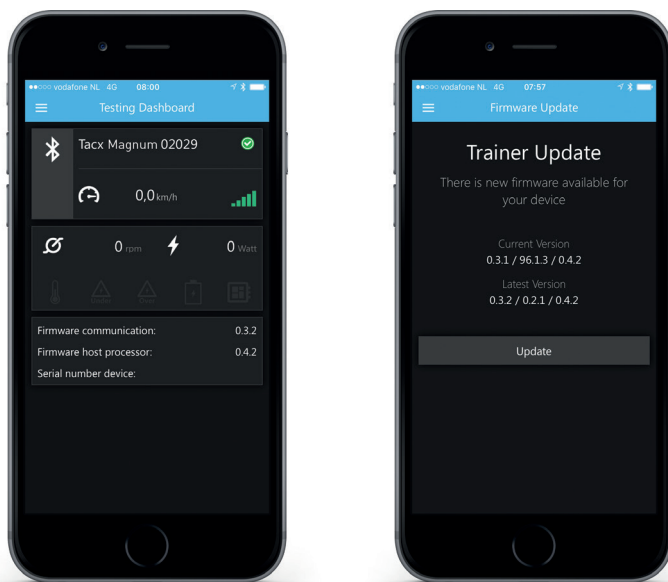 vodafone NL 4G 08:00
Testing Dashboard
Tacx Magnum 02029
0,0 km/h
0 rpm
0 Watt
Under
Over
Firmware communication: 0.3.2
Firmware host processor: 0.4.2
Serial number device:
vodafone NL 4G 07:57
Firmware Update
Trainer Update
There is new firmware available for
your device
Current Version
0.3.1 / 96.1.3 / 0.4.2
Latest Version
0.3.2 / 0.2.1 / 0.4.2
Update